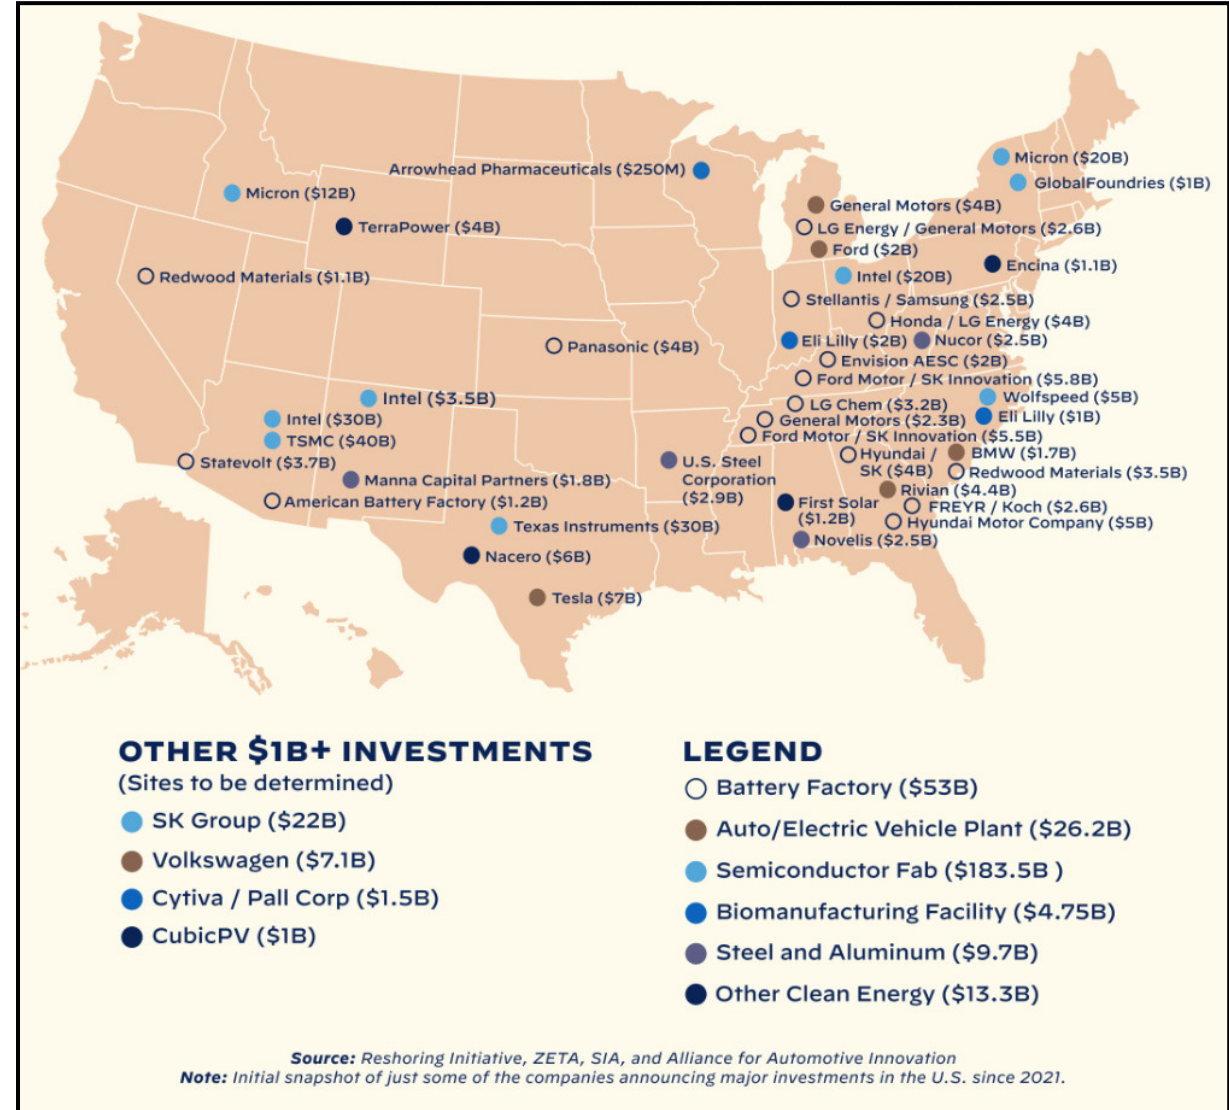 Arrowhead Pharmaceuticals ($250M)
Micron ($20B)
GlobalFoundries ($1B)
Micron ($12B)
General Motors ($4B)
TerraPower ($4B)
LG Energy / General Motors ($2.6B)
Ford ($2B)
Encina ($1.1B)
Redwood Materials ($1.1B)
Intel ($20B)
Stellantis / Samsung ($2.5B)
Honda / LG Energy ($4B)
Eli Lilly ($2B)
Nucor ($2.5B)
Panasonic ($4B)
Envision AESC ($2B)
Ford Motor / SK Innovation ($5.8B)
Intel ($3.5B)
Wolfspeed ($5B)
LG Chem ($3.2B)
Eli Lilly ($1B)
Intel ($30B)
General Motors ($2.3B)
TSMC ($40B)
Ford Motor / SK Innovation ($5.5B)
Hyundai /
SK ($4B)
BMW ($1.7B)
Statevolt ($3.7B)
U.S. Steel
Corporation
($2.9B)
Redwood Materials ($3.5B)
Manna Capital Partners ($1.8B)
Rivian ($4.4B)
American Battery Factory ($1.2B)
First Solar
($1.2B)
FREYR / Koch ($2.6B)
Hyundai Motor Company ($5B)
Texas Instruments ($30B)
Novelis ($2.5B)
Nacero ($6B)
Tesla ($7B)
OTHER $1B+ INVESTMENTS
(Sites to be determined)
SK Group ($22B)
Volkswagen ($7.1B)
Cytiva / Pall Corp ($1.5B)
CubicPV ($1B)
LEGEND
Battery Factory ($53B)
Auto/Electric Vehicle Plant ($26.2B)
Semiconductor Fab ($183.5B )
Biomanufacturing Facility ($4.75B)
Steel and Aluminum ($9.7B)
Other Clean Energy ($13.3B)
Source: Reshoring Initiative, ZETA, SIA, and Alliance for Automotive Innovation
Note: Initial snapshot of just some of the companies announcing major investments in the U.S. since 2021.